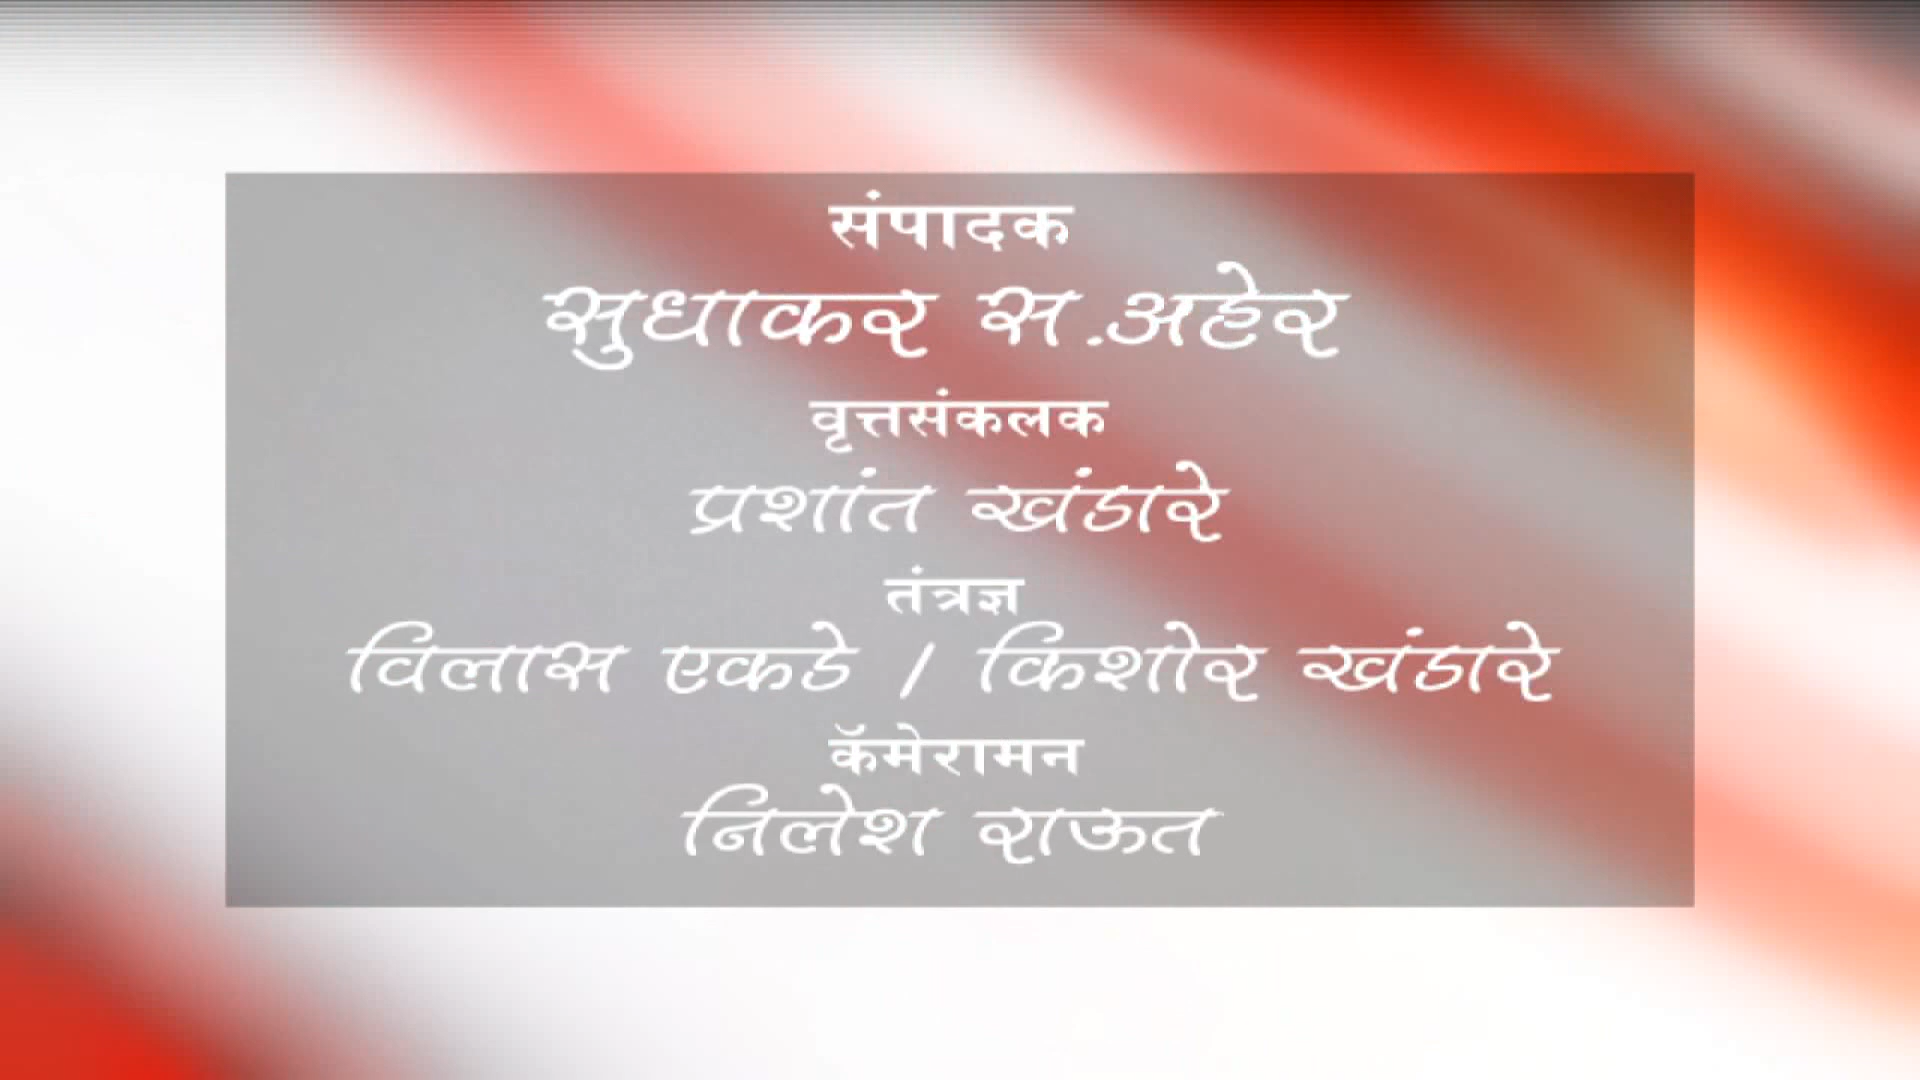 संपादक
सुधाकर स.अहेर
वृत्तसंकलक
प्रशांत खंडारे
तंत्रज्ञ
विलास एकडे / किशोर खंडारे
कॅमेरामन
निलेश राऊत